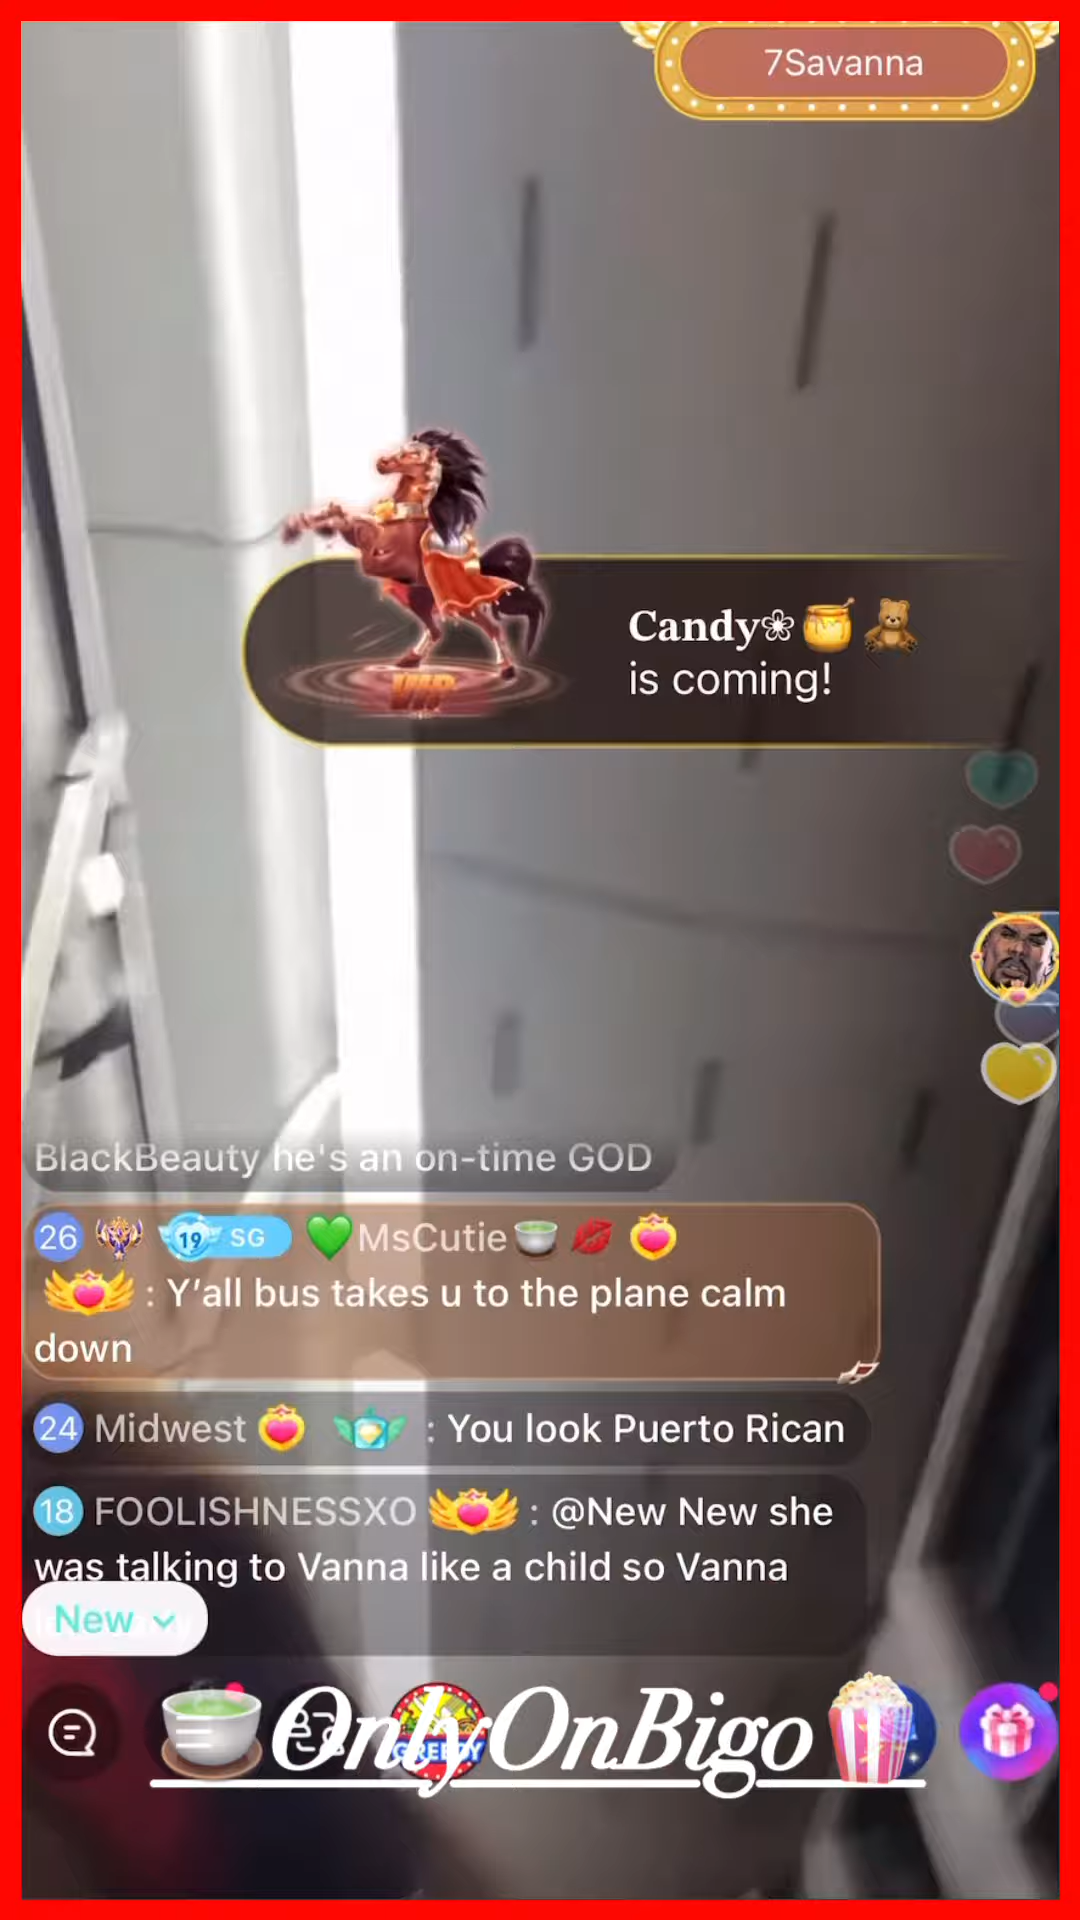 7Savanna
Candy❀🍯🧸
is coming!
VIP
BlackBeauty he's an on-time GOD
26 19 SG 💚MsCutie🍵💋
: Y'all bus takes u to the plane calm
down
24 Midwest : You look Puerto Rican
18 FOOLISHNESSXO : @New New she
was talking to Vanna like a child so Vanna
New
GREEDY
OnlyOnBigo